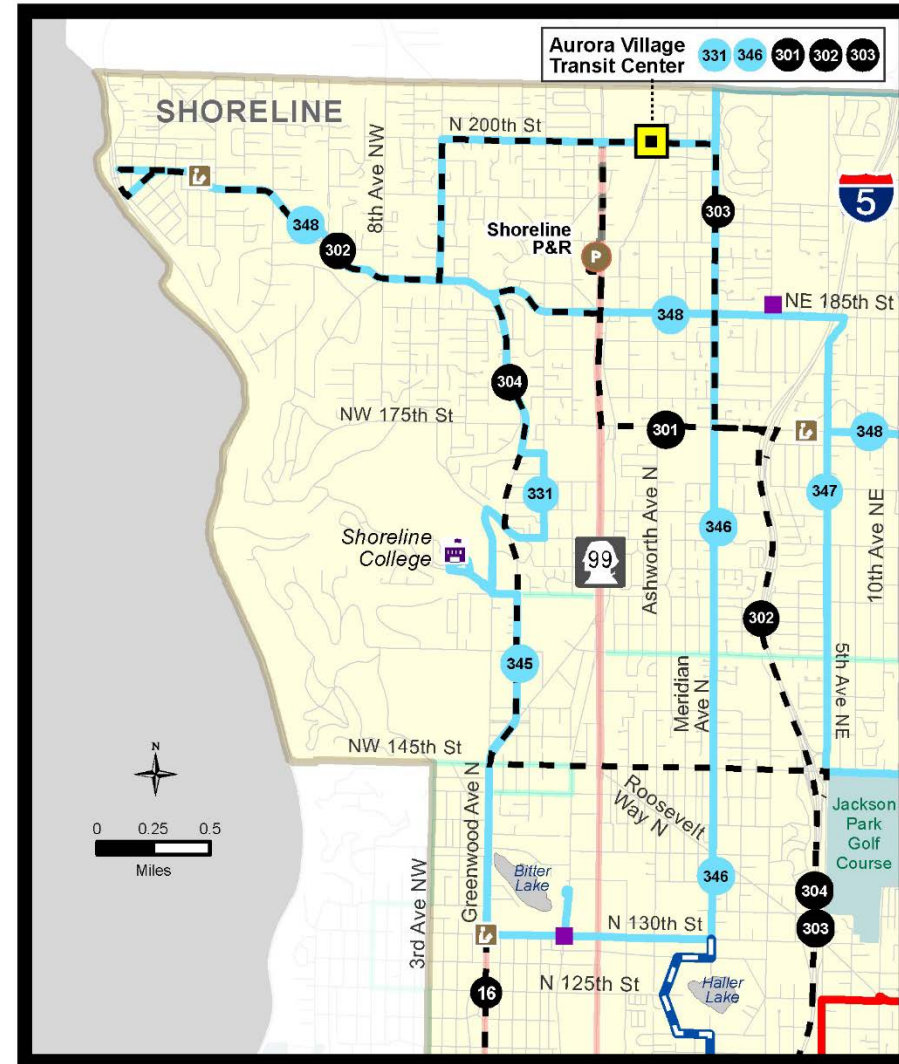 Aurora Village
Transit Center
331 346 301 302 303
SHORELINE
8th Ave NW
N 200th St
5
303
Shoreline
P&R
P
348
302
348
NE 185th St
304
NW 175th St
301
348
331
347
Ashworth Ave N
346
10th Ave NE
Shoreline
College
99
302
345
Meridian
Ave N
5th Ave NE
NW 145th St
N
0 0.25 0.5
Miles
Greenwood Ave N
Roosevelt
Way N
Jackson
Park
Golf
Course
Bitter
Lake
346
304
303
3rd Ave NW
N 130th St
N 125th St
16
Haller
Lake